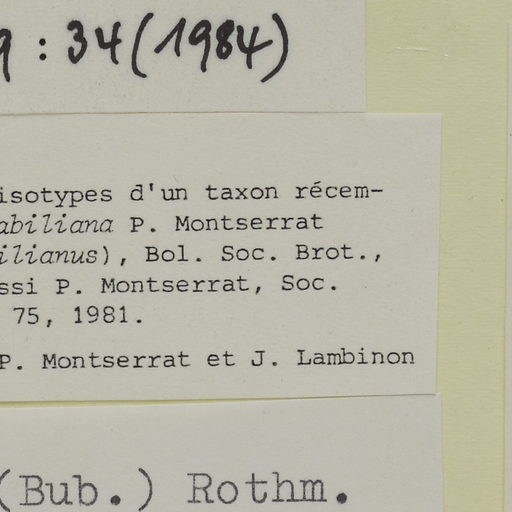 9 : 34 (1984)
isotypes d'un taxon récem-
abiliana P. Montserrat
ilianus), Bol. Soc. Brot.,
ssi P. Montserrat, Soc.
75, 1981.
P. Montserrat et J. Lambinon
(Bub.) Rothm.